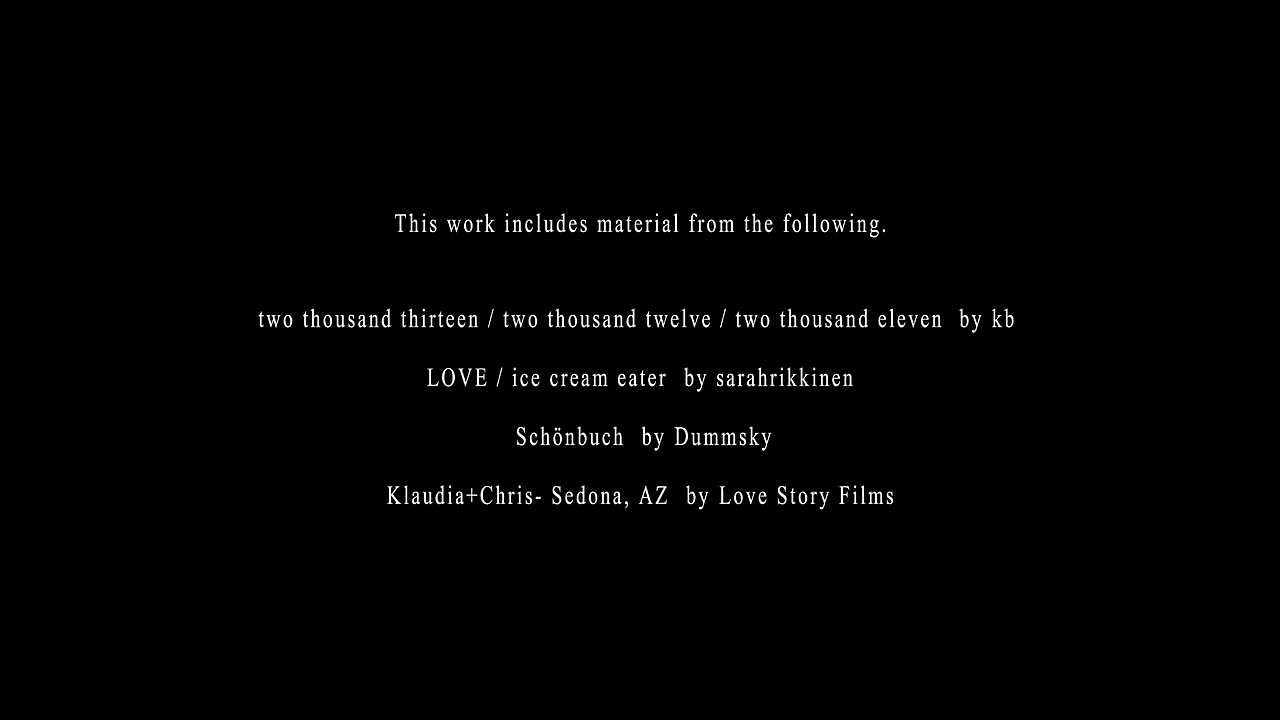 This work includes material from the following.
two thousand thirteen / two thousand twelve / two thousand eleven  by kb
LOVE / ice cream eater  by sarahrikkinen
Schönbuch  by Dummsky
Klaudia+Chris- Sedona, AZ  by Love Story Films